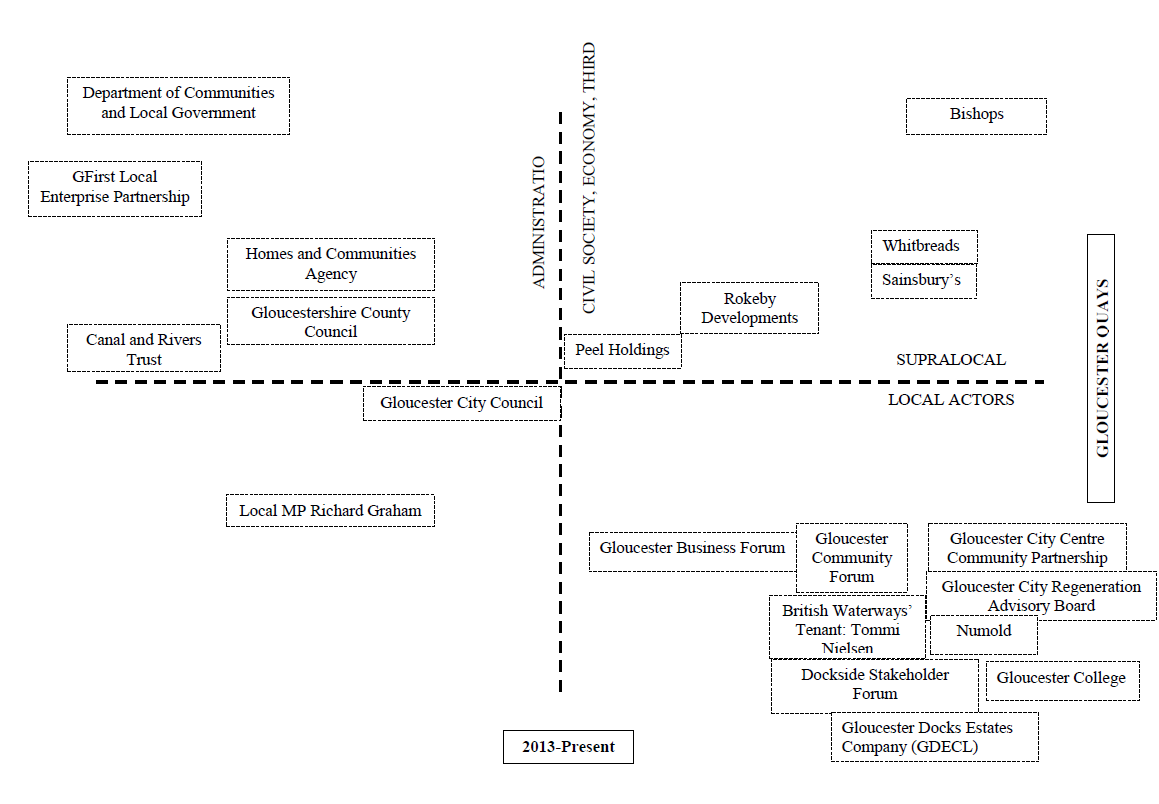 Department of Communities
and Local Government
Bishops
GFirst Local
Enterprise Partnership
ADMINISTRATIO
CIVIL SOCIETY, ECONOMY, THIRD
Homes and Communities
Agency
Whitbreads
Sainsbury’s
Gloucestershire County
Council
Rokeby
Developments
Canal and Rivers
Trust
Peel Holdings
SUPRALOCAL
GLOUCESTER QUAYS
Gloucester City Council
LOCAL ACTORS
Local MP Richard Graham
Gloucester Business Forum
Gloucester
Community
Forum
Gloucester City Centre
Community Partnership
Gloucester City Regeneration
Advisory Board
British Waterways’
Tenant: Tommi
Nielsen
Numold
Dockside Stakeholder
Forum
Gloucester College
Gloucester Docks Estates
Company (GDECL)
2013-Present